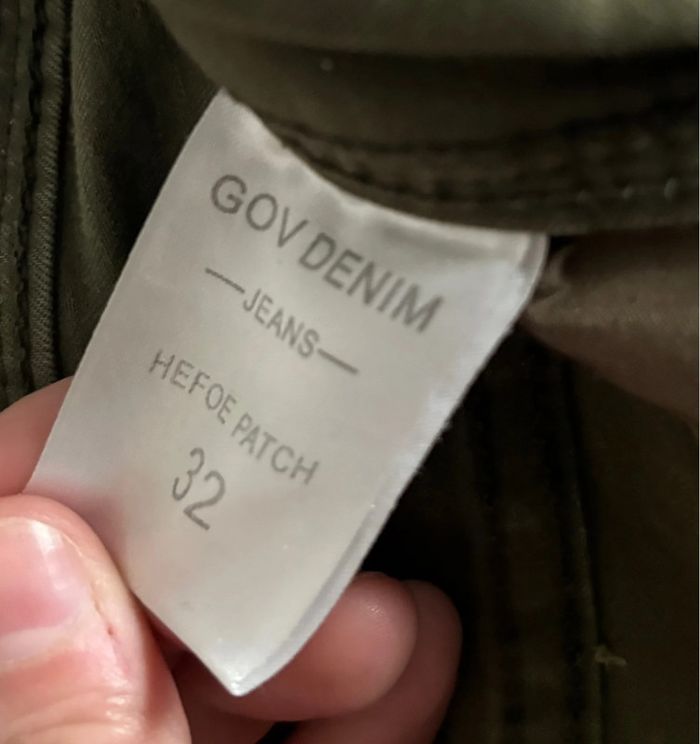 GOV DENIM
—JEANS—
HEFOE PATCH
32